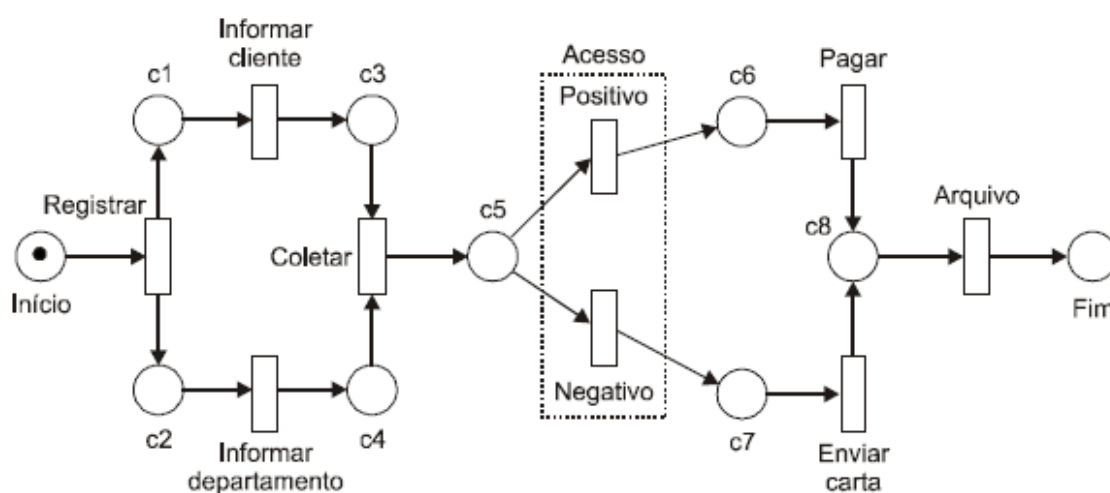 Informar
cliente
c1
c3
Acesso
Positivo
c6
Pagar
Registrar
Início
Coletar
c5
c8
Arquivo
Fim
c2
c4
Informar
departamento
Negativo
c7
Enviar
carta